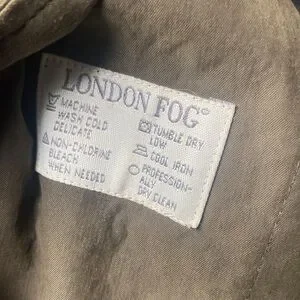 LONDON FOG®
MACHINE
WASH COLD
DELICATE
NON-CHLORINE
BLEACH
WHEN NEEDED
TUMBLE DRY
LOW
COOL IRON
PROFESSION-
ALLY
DRY CLEAN